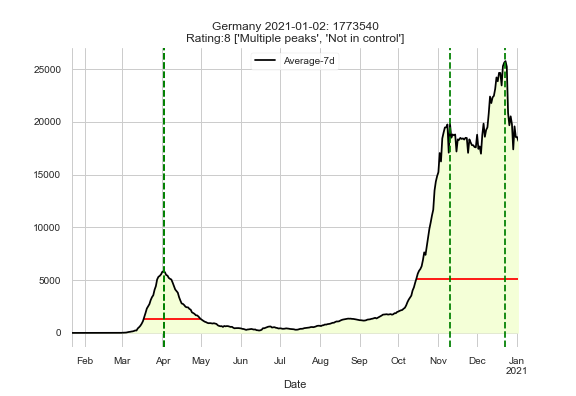 Germany 2021-01-02: 1773540
Rating:8 ['Multiple peaks', 'Not in control']
Average-7d
25000
20000
15000
10000
5000
0
Feb Mar Apr May Jun Jul Aug Sep Oct Nov Dec Jan
2021
Date